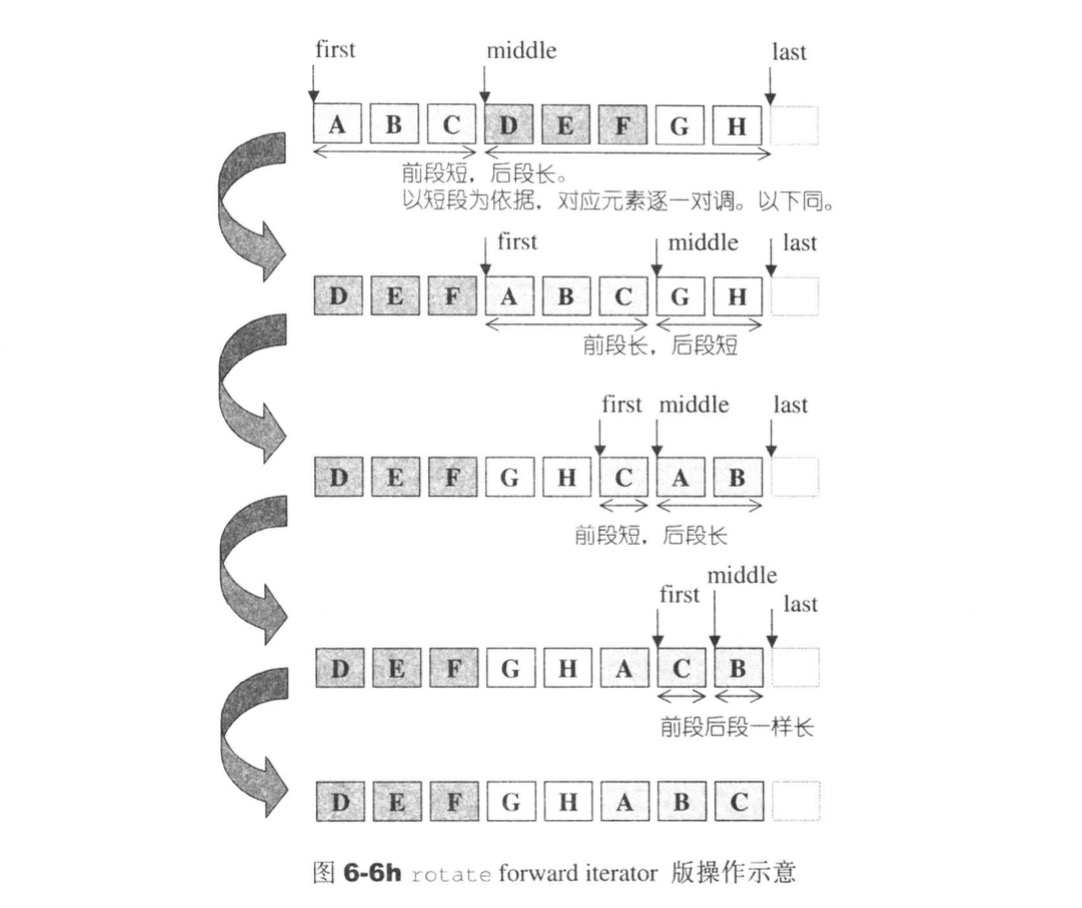 first middle last
A B C D E F G H
前段短，后段长。
以短段为依据，对应元素逐一对调。以下同。
first middle last
D E F A B C G H
前段长，后段短
first middle last
D E F G H C A B
前段短，后段长
middle
first
last
D E F G H A C B
前段后段一样长
D E F G H A B C
图 6-6h rotate forward iterator 版操作示意